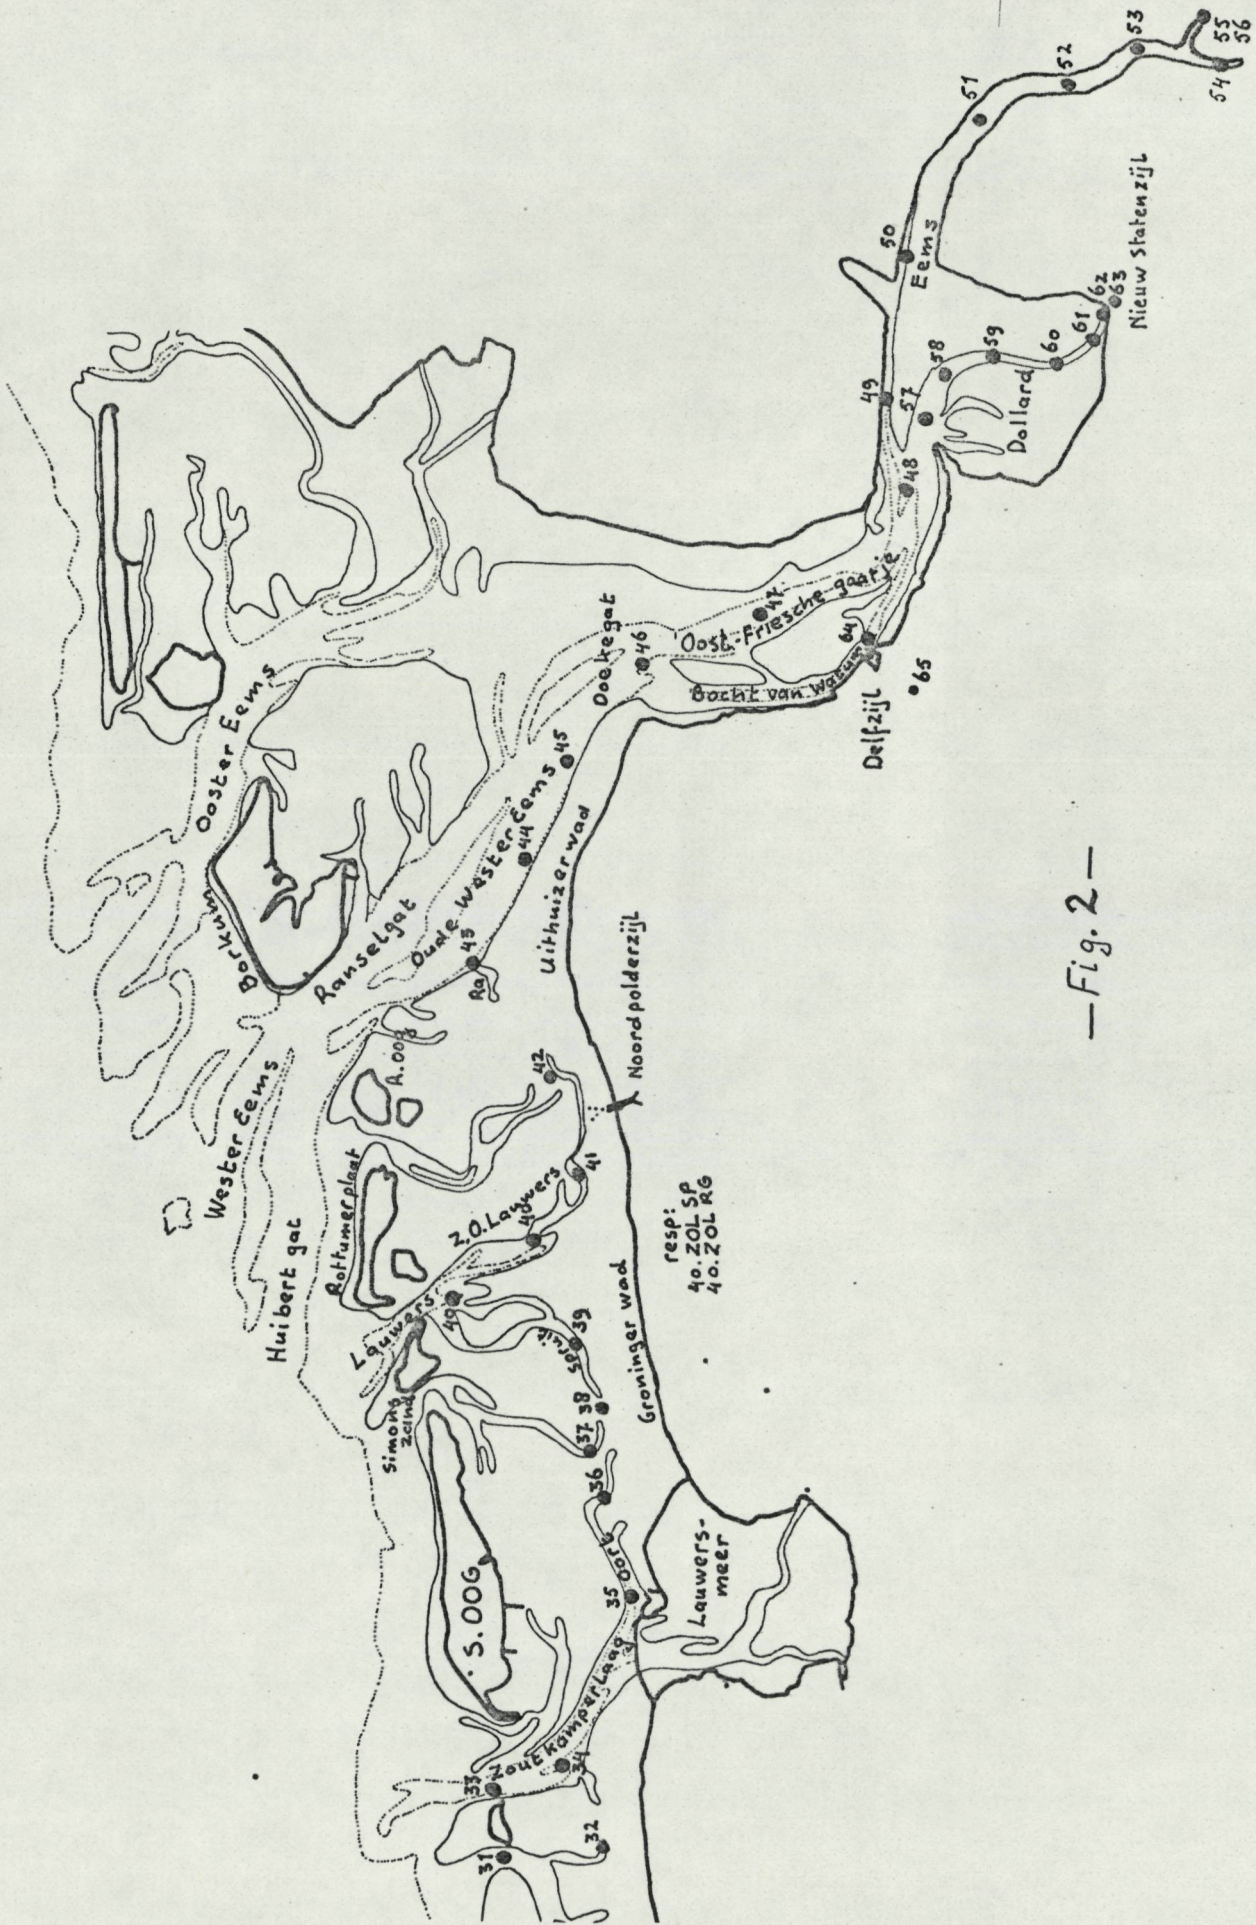 Ooster Eems
Borkum
Ranselgat
Oude Wester Eems
Wester Eems
Huibert gat
R.oog
Ra
Rottumerplaat
Lauwers
Z.O. Lauwers
Simons
zand
Spruit
S. OOG
Zoutkamperlaag
Oort
Lauwers-
meer
Groninger wad
Uithuizerwad
Noordpolderzijl
Doekegat
Oost-Friesche gaatje
Bocht van Watum
Delfzijl
Eems
Dollard
Nieuw Statenzijl
resp:
40. ZOL SP
40. ZOL RG
31
32
33
34
35
36
37
38
39
40
40
41
42
43
44
45
46
47
48
49
50
51
52
53
54
55
56
57
58
59
60
61
62
63
64
65
— Fig. 2 —